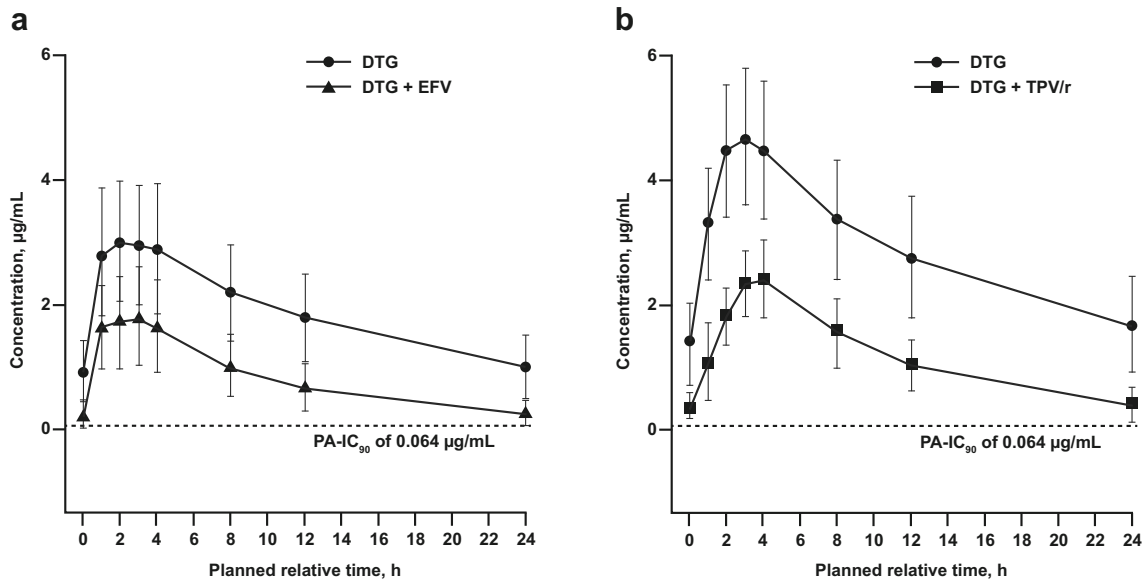 a
6
4
2
0
Concentration, µg/mL
DTG
DTG + EFV
PA-IC90 of 0.064 µg/mL
0 2 4 6 8 10 12 14 16 18 20 22 24
Planned relative time, h
b
6
4
2
0
Concentration, µg/mL
DTG
DTG + TPV/r
PA-IC90 of 0.064 µg/mL
0 2 4 6 8 10 12 14 16 18 20 22 24
Planned relative time, h